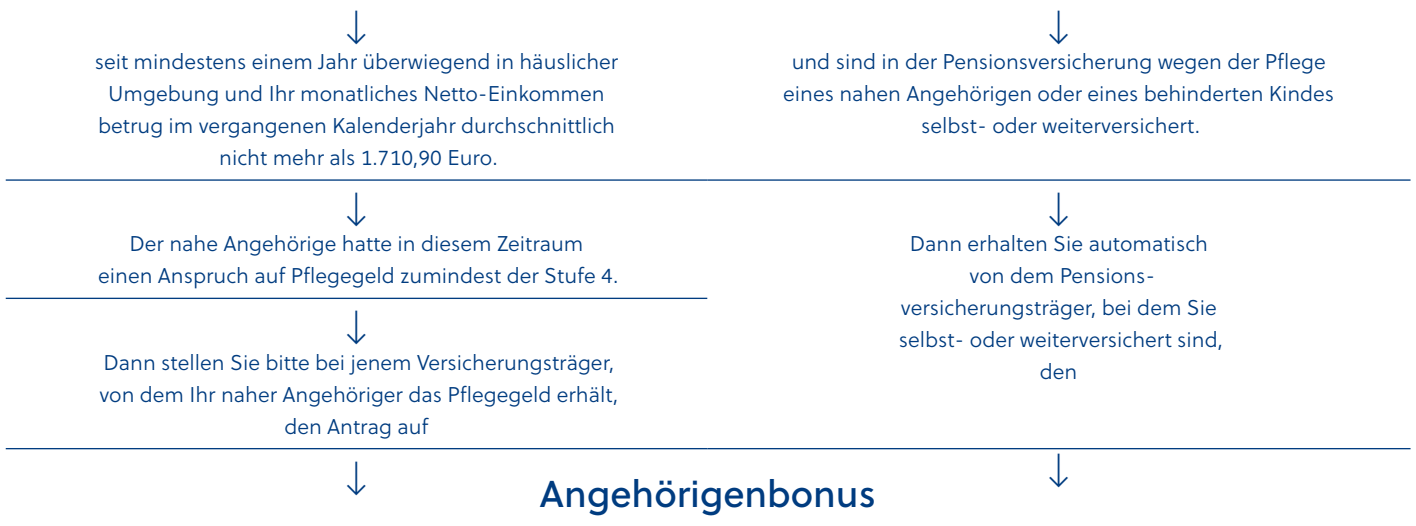 seit mindestens einem Jahr überwiegend in häuslicher
Umgebung und Ihr monatliches Netto-Einkommen
betrug im vergangenen Kalenderjahr durchschnittlich
nicht mehr als 1.710,90 Euro.
Der nahe Angehörige hatte in diesem Zeitraum
einen Anspruch auf Pflegegeld zumindest der Stufe 4.
Dann stellen Sie bitte bei jenem Versicherungsträger,
von dem Ihr naher Angehöriger das Pflegegeld erhält,
den Antrag auf
und sind in der Pensionsversicherung wegen der Pflege
eines nahen Angehörigen oder eines behinderten Kindes
selbst- oder weiterversichert.
Dann erhalten Sie automatisch
von dem Pensions-
versicherungsträger, bei dem Sie
selbst- oder weiterversichert sind,
den
Angehörigenbonus